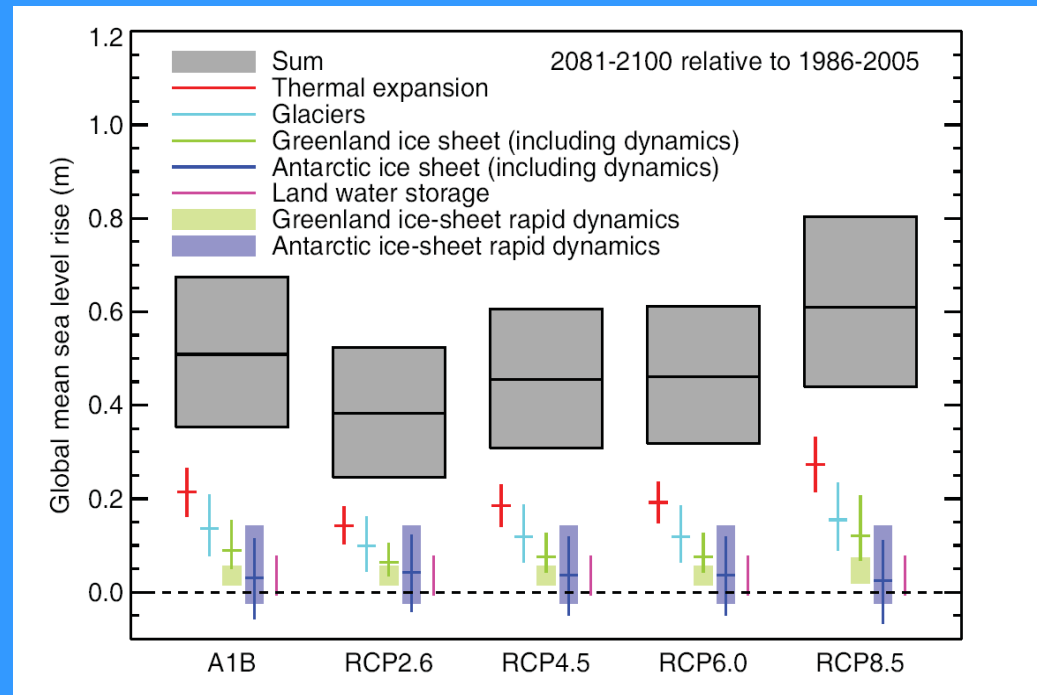 1.2
1.0
0.8
0.6
0.4
0.2
0.0
Global mean sea level rise (m)
2081-2100 relative to 1986-2005
Sum
Thermal expansion
Glaciers
Greenland ice sheet (including dynamics)
Antarctic ice sheet (including dynamics)
Land water storage
Greenland ice-sheet rapid dynamics
Antarctic ice-sheet rapid dynamics
A1B
RCP2.6
RCP4.5
RCP6.0
RCP8.5